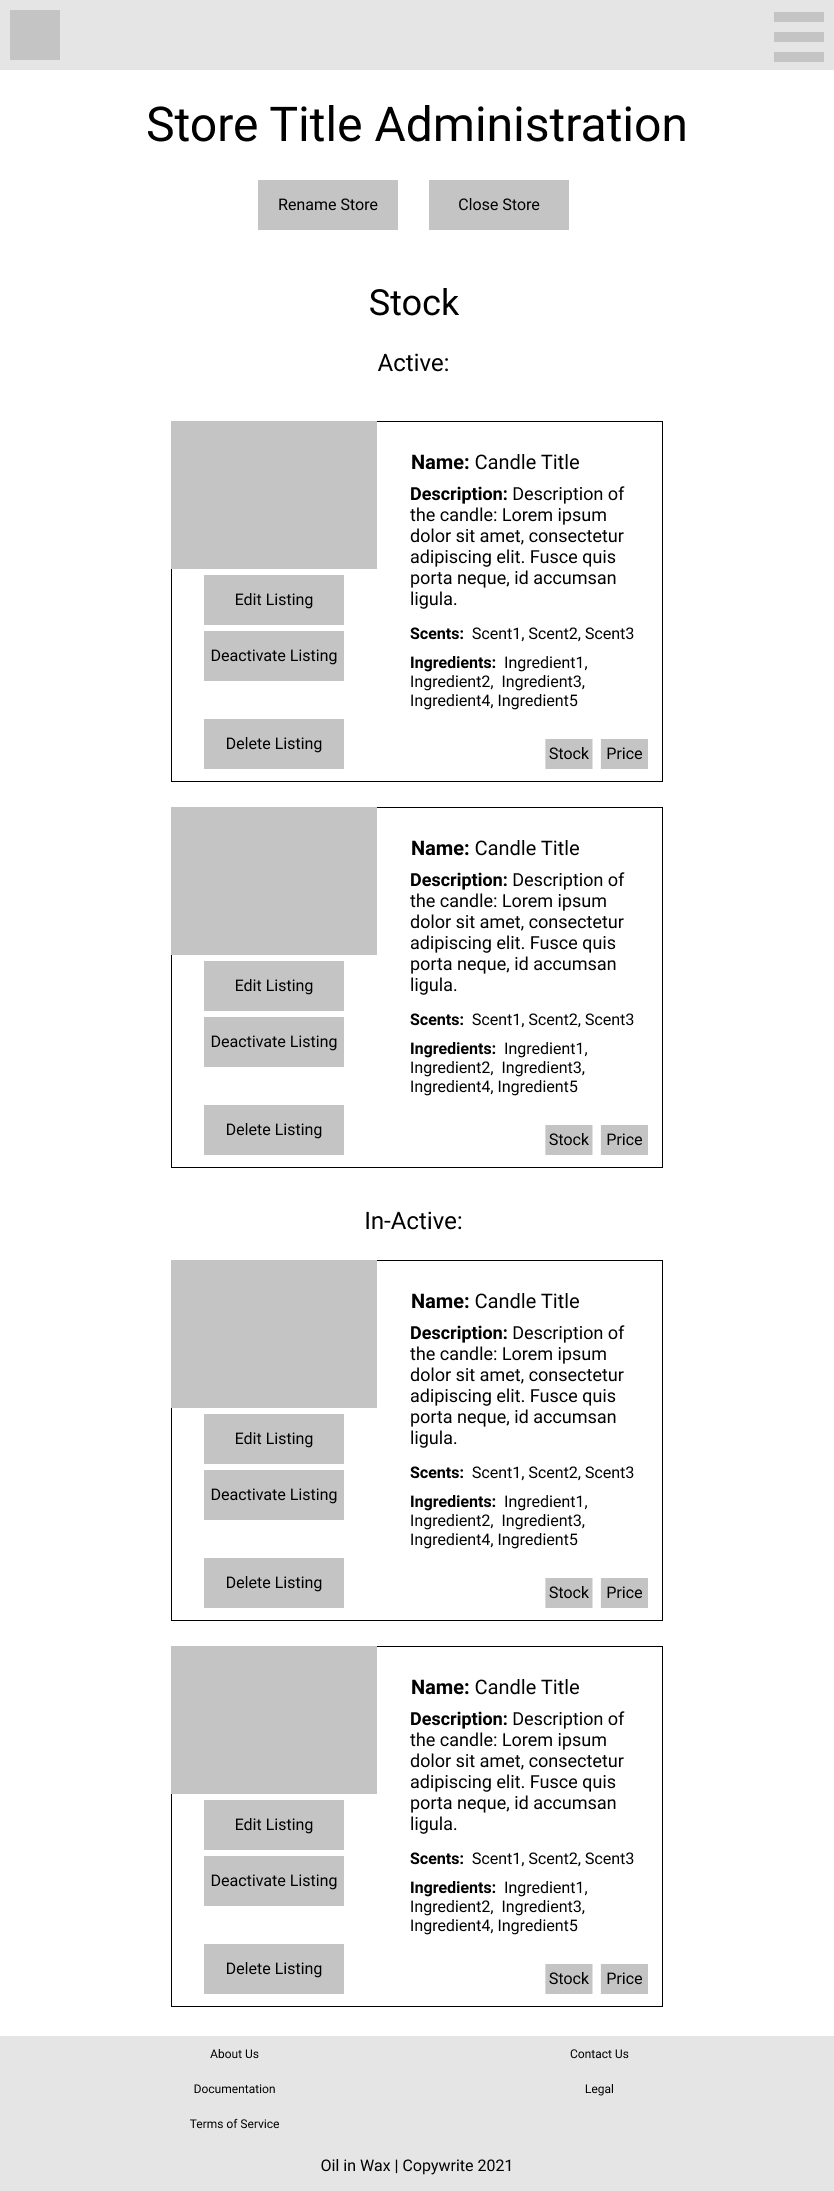 Store Title Administration
Rename Store
Close Store
Stock
Active:
Name: Candle Title
Description: Description of
the candle: Lorem ipsum
dolor sit amet, consectetur
adipiscing elit. Fusce quis
porta neque, id accumsan
ligula.
Scents:  Scent1, Scent2, Scent3
Ingredients:  Ingredient1,
Ingredient2,  Ingredient3,
Ingredient4, Ingredient5
Edit Listing
Deactivate Listing
Delete Listing
Stock
Price
Name: Candle Title
Description: Description of
the candle: Lorem ipsum
dolor sit amet, consectetur
adipiscing elit. Fusce quis
porta neque, id accumsan
ligula.
Scents:  Scent1, Scent2, Scent3
Ingredients:  Ingredient1,
Ingredient2,  Ingredient3,
Ingredient4, Ingredient5
Edit Listing
Deactivate Listing
Delete Listing
Stock
Price
In-Active:
Name: Candle Title
Description: Description of
the candle: Lorem ipsum
dolor sit amet, consectetur
adipiscing elit. Fusce quis
porta neque, id accumsan
ligula.
Scents:  Scent1, Scent2, Scent3
Ingredients:  Ingredient1,
Ingredient2,  Ingredient3,
Ingredient4, Ingredient5
Edit Listing
Deactivate Listing
Delete Listing
Stock
Price
Name: Candle Title
Description: Description of
the candle: Lorem ipsum
dolor sit amet, consectetur
adipiscing elit. Fusce quis
porta neque, id accumsan
ligula.
Scents:  Scent1, Scent2, Scent3
Ingredients:  Ingredient1,
Ingredient2,  Ingredient3,
Ingredient4, Ingredient5
Edit Listing
Deactivate Listing
Delete Listing
Stock
Price
About Us
Contact Us
Documentation
Legal
Terms of Service
Oil in Wax | Copywrite 2021